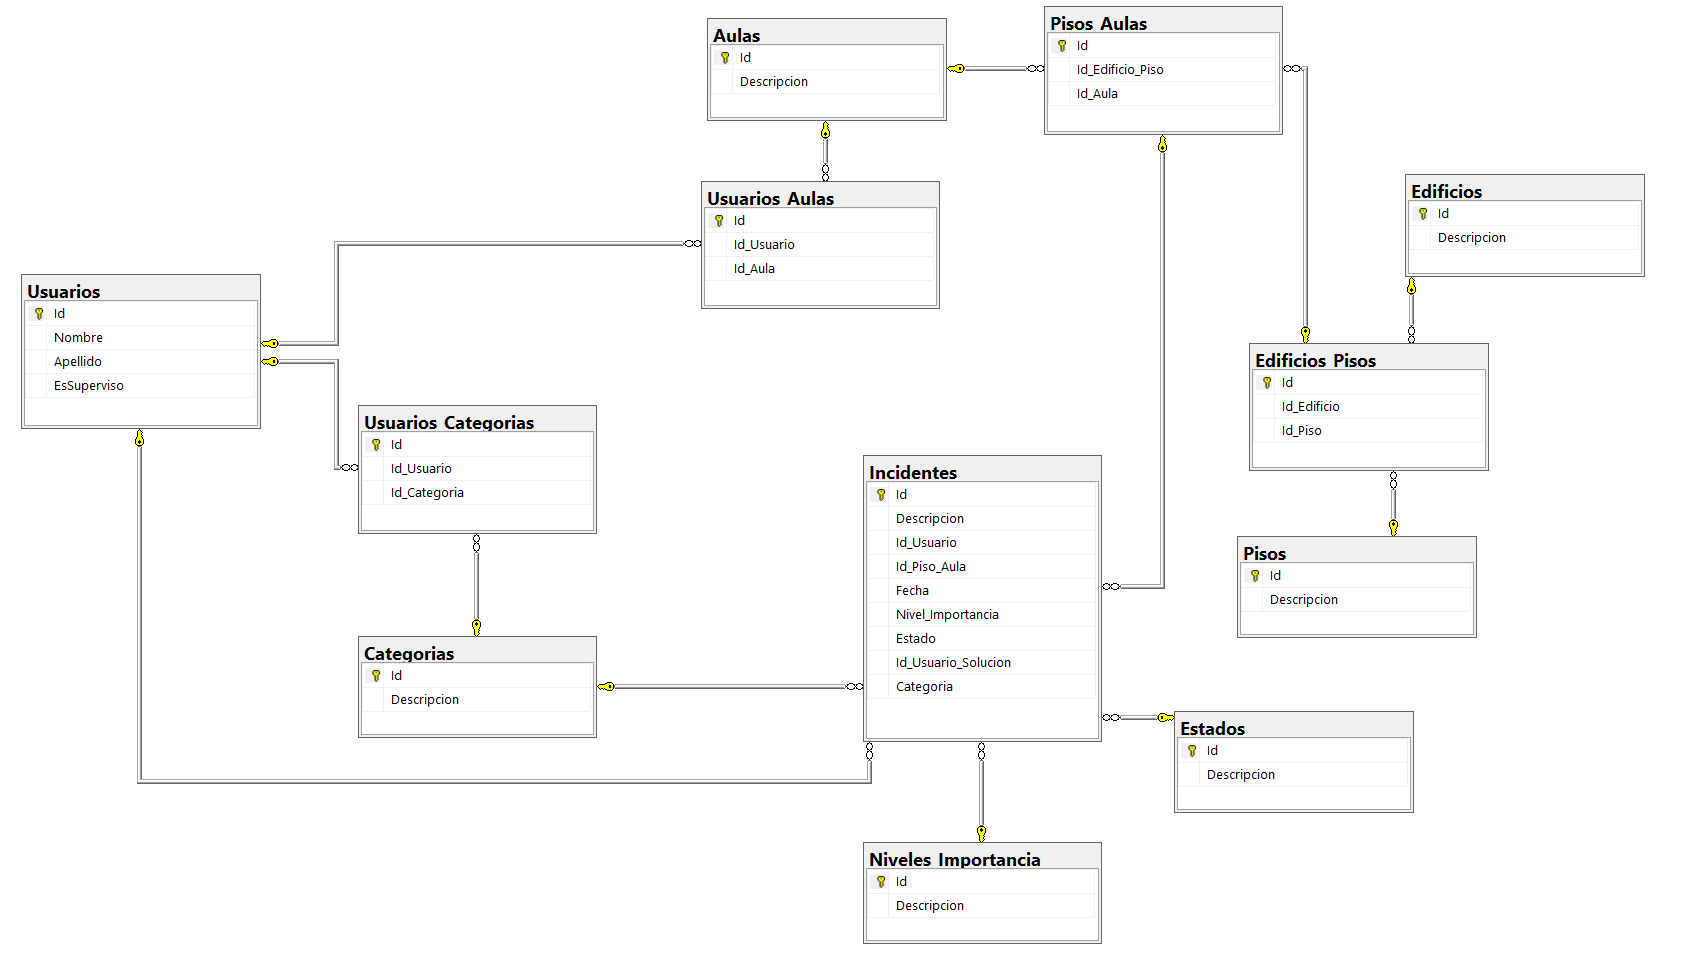 Aulas
Id
Descripcion
Pisos Aulas
Id
Id_Edificio_Piso
Id_Aula
Usuarios Aulas
Id
Id_Usuario
Id_Aula
Edificios
Id
Descripcion
Usuarios
Id
Nombre
Apellido
EsSuperviso
Edificios Pisos
Id
Id_Edificio
Id_Piso
Usuarios Categorias
Id
Id_Usuario
Id_Categoria
Incidentes
Id
Descripcion
Id_Usuario
Id_Piso_Aula
Fecha
Nivel_Importancia
Estado
Id_Usuario_Solucion
Categoria
Pisos
Id
Descripcion
Categorias
Id
Descripcion
Estados
Id
Descripcion
Niveles Importancia
Id
Descripcion